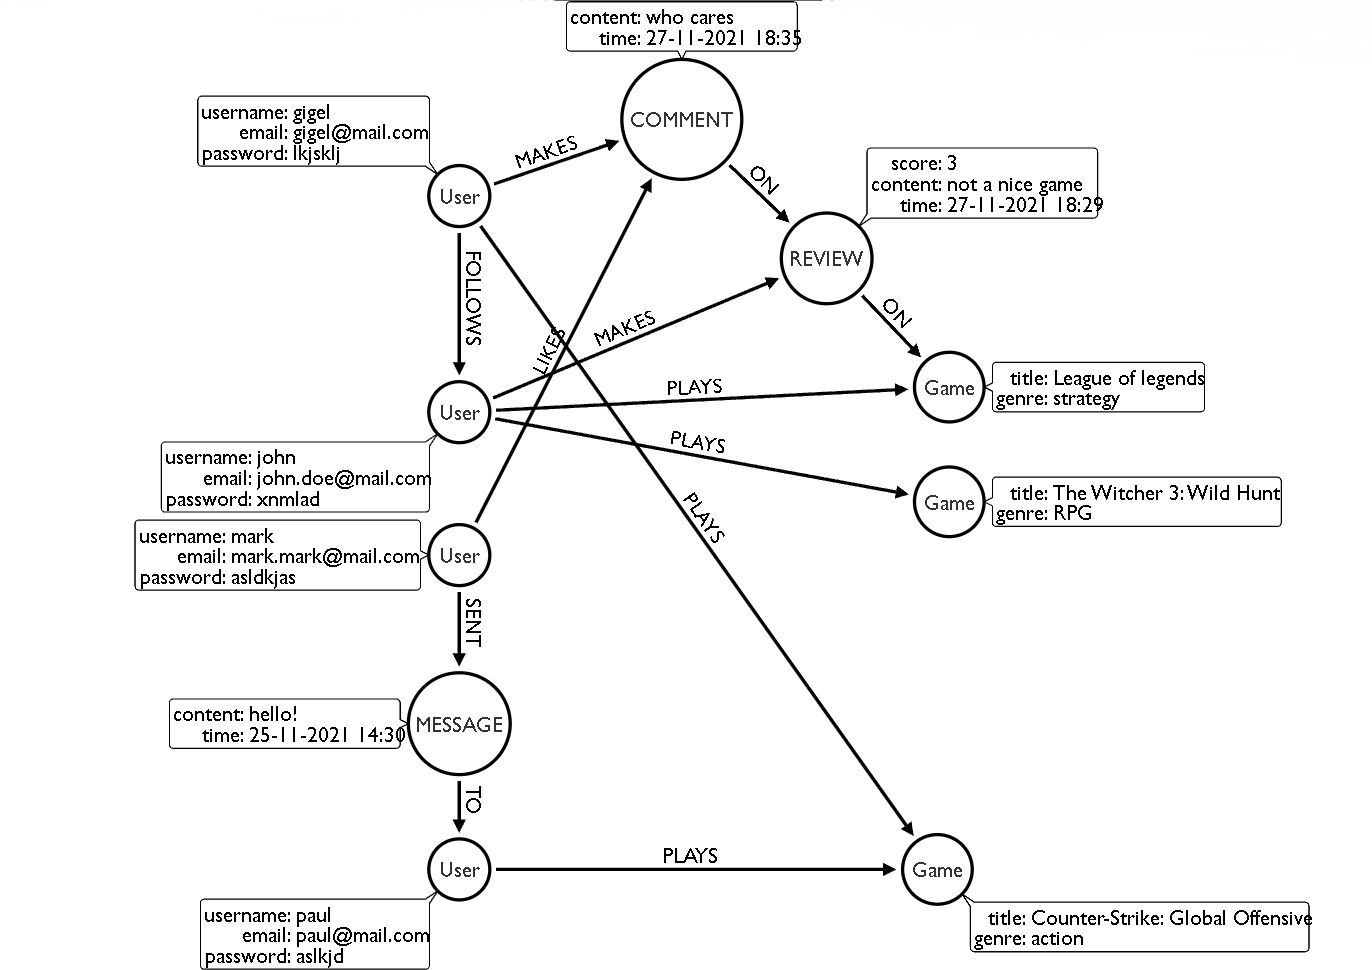 content: who cares
time: 27-11-2021 18:35
COMMENT
username: gigel
email: gigel@mail.com
password: lkjsklj
User
MAKES
ON
score: 3
content: not a nice game
time: 27-11-2021 18:29
REVIEW
FOLLOWS
LIKES
MAKES
ON
User
PLAYS
Game
title: League of legends
genre: strategy
username: john
email: john.doe@mail.com
password: xnmlad
PLAYS
Game
title: The Witcher 3: Wild Hunt
genre: RPG
username: mark
email: mark.mark@mail.com
password: asldkjas
User
PLAYS
SENT
content: hello!
time: 25-11-2021 14:30
MESSAGE
TO
User
PLAYS
Game
username: paul
email: paul@mail.com
password: aslkjd
title: Counter-Strike: Global Offensive
genre: action